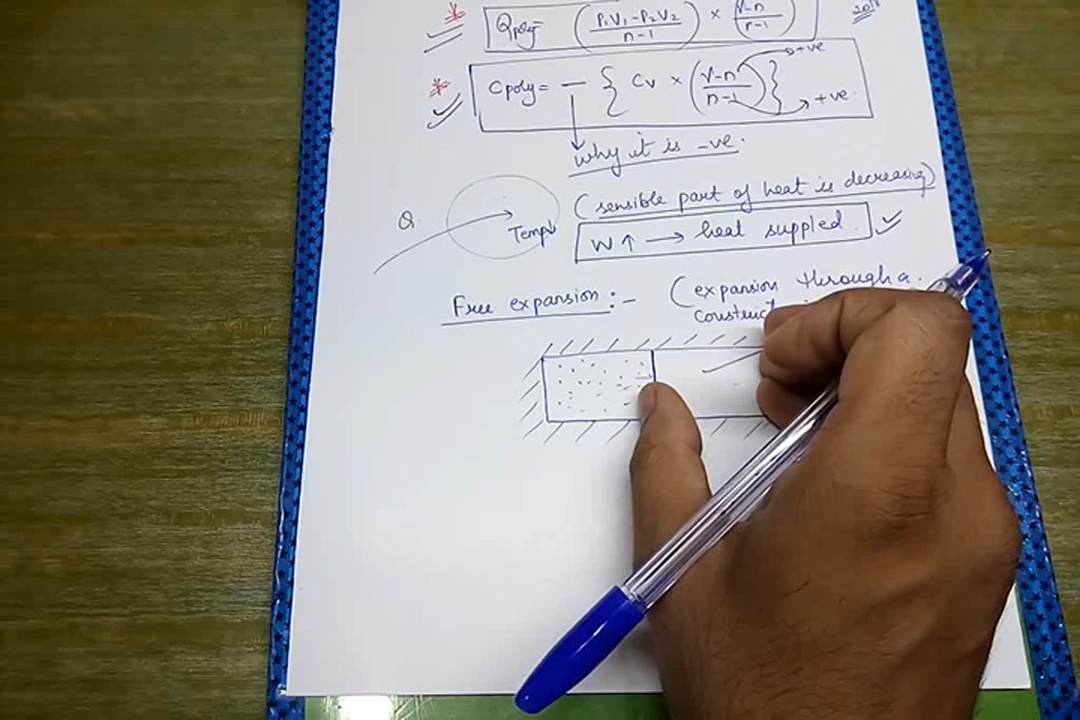 Qpoly= (P₁V₁-P₂V₂ / n-1) × (γ-n / γ-1)
Cpoly= - { Cv × (γ-n / n-1) } +ve +ve
why it is -ve.
(sensible part of heat is decreasing)
Q. Temp↓
W↑ → heat suppled.
Free expansion:- (expansion through a